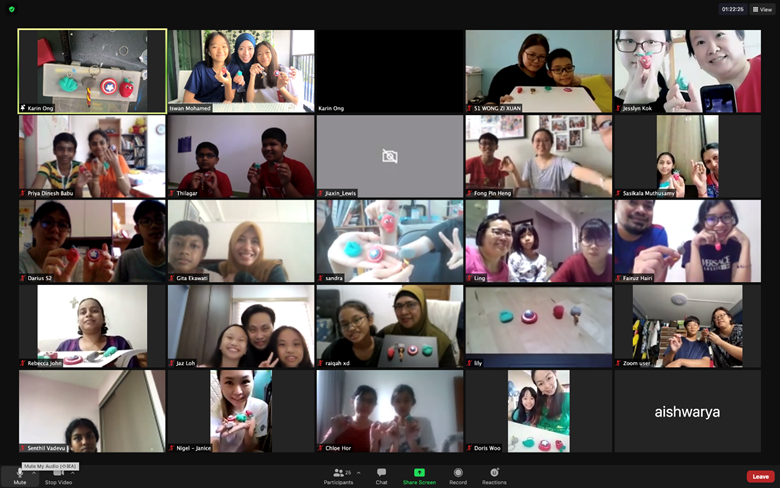 01:22:26
View
Karin Ong
Iswan Mohamed
Karin Ong
S1 WONG ZI XUAN
Jesslyn Kok
Priya Dinesh Babu
Thilagar
Jiaxin_Lewis
Fong Pin Heng
Sasikala Muthusamy
Darius S2
Gita Ekawati
sandra
Ling
Fairuz Hairi
Rebecca John
Jaz Loh
raiqah xd
lily
Zoom user
Senthil Vadevu
Nigel - Janice
Chloe Hor
Doris Woo
aishwarya
Mute My Audio (⇧⌘A)
Mute
Stop Video
Participants
25
Chat
Share Screen
Record
Reactions
Leave